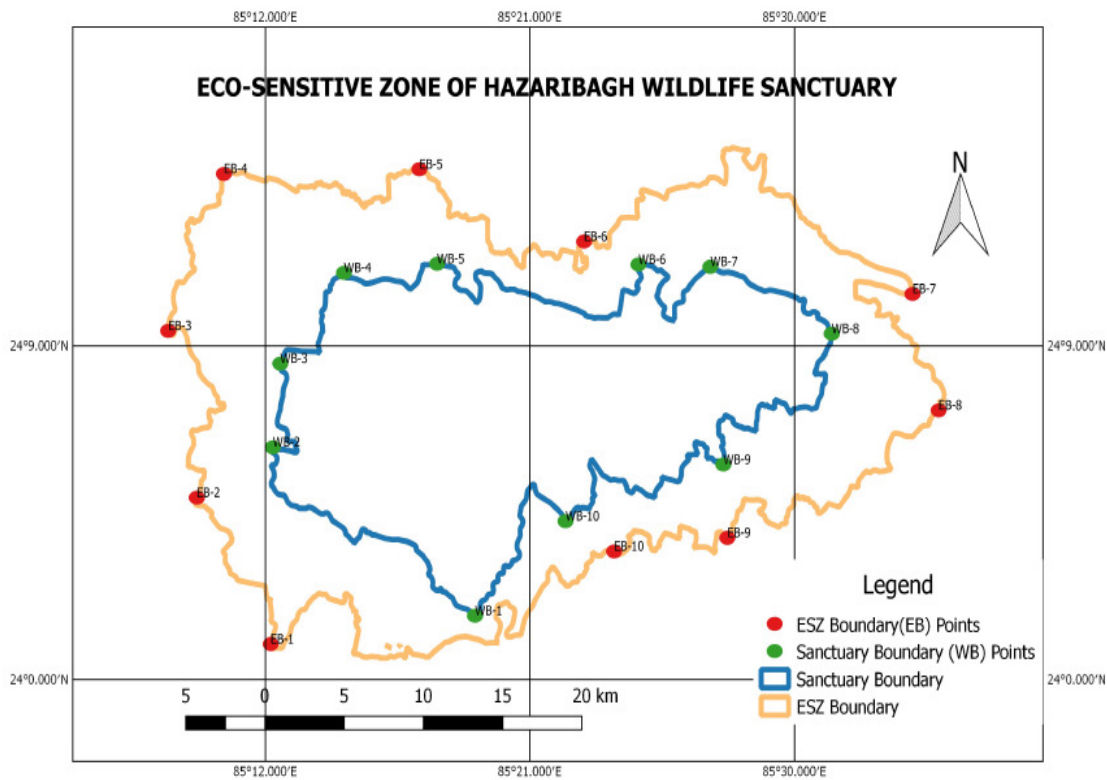 85°12.000'E 85°21.000'E 85°30.000'E
ECO-SENSITIVE ZONE OF HAZARIBAGH WILDLIFE SANCTUARY
N
EB-4
EB-5
EB-6
WB-4
WB-5
WB-6
WB-7
EB-7
EB-3
WB-8
24°9.000'N
24°9.000'N
WB-3
EB-8
WB-2
WB-9
EB-2
WB-10
EB-9
EB-10
WB-1
EB-1
Legend
ESZ Boundary(EB) Points
Sanctuary Boundary (WB) Points
Sanctuary Boundary
ESZ Boundary
24°0.000'N
24°0.000'N
5 0 5 10 15 20 km
85°12.000'E 85°21.000'E 85°30.000'E